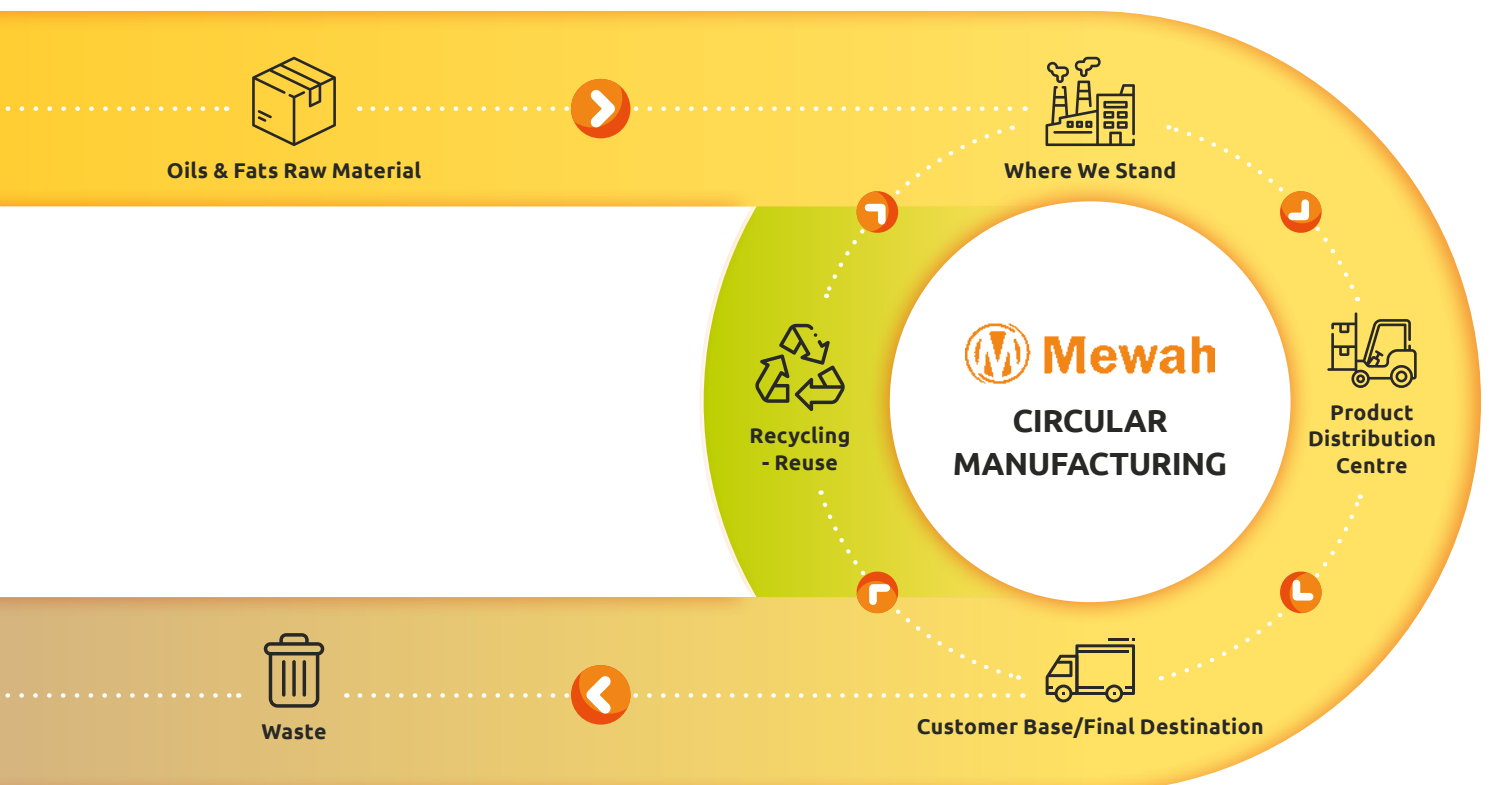 Oils & Fats Raw Material
Where We Stand
Mewah
CIRCULAR
MANUFACTURING
Recycling
- Reuse
Product
Distribution
Centre
Waste
Customer Base/Final Destination